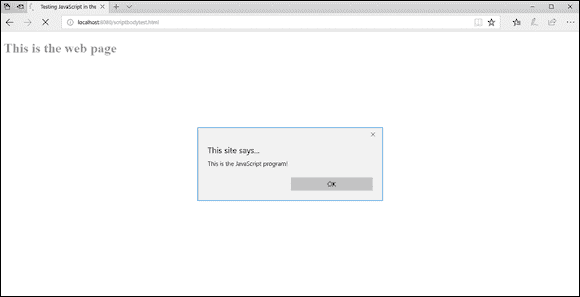 Testing JavaScript in the
localhost:8080/scriptbodytest.html
This is the web page
This site says...
This is the JavaScript program!
OK